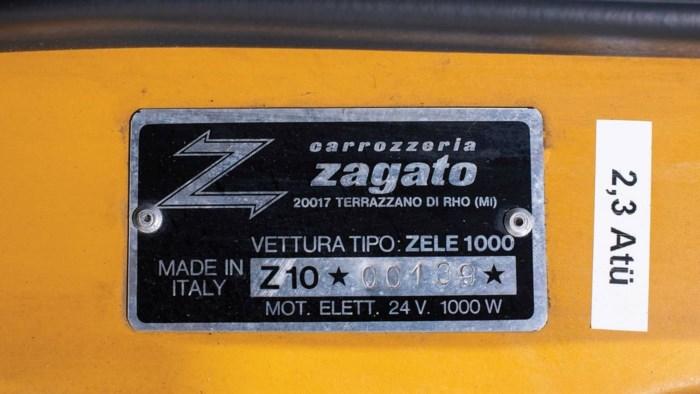 carrozzeria
zagato
20017 TERRAZZANO DI RHO (MI)
VETTURA TIPO: ZELE 1000
MADE IN
ITALY
Z10 ★ 00139 ★
MOT. ELETT. 24 V. 1000 W
2,3 Atü